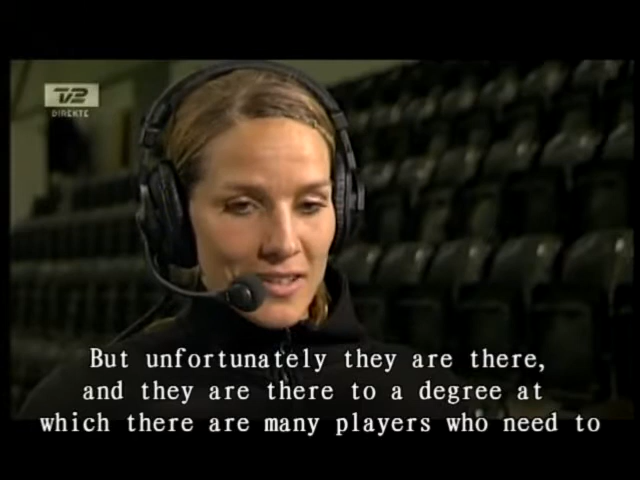 TV2
DIREKTE
But unfortunately they are there,
and they are there to a degree at
which there are many players who need to